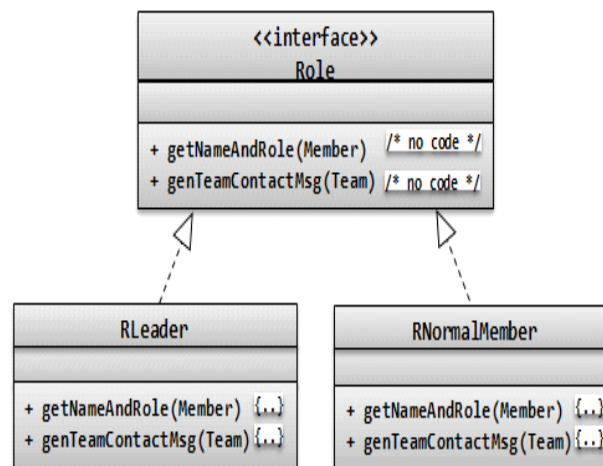 <<interface>>
Role
+ getNameAndRole(Member) /* no code */
+ genTeamContactMsg(Team) /* no code */
RLeader
+ getNameAndRole(Member) {..}
+ genTeamContactMsg(Team) {..}
RNormalMember
+ getNameAndRole(Member) {..}
+ genTeamContactMsg(Team) {..}